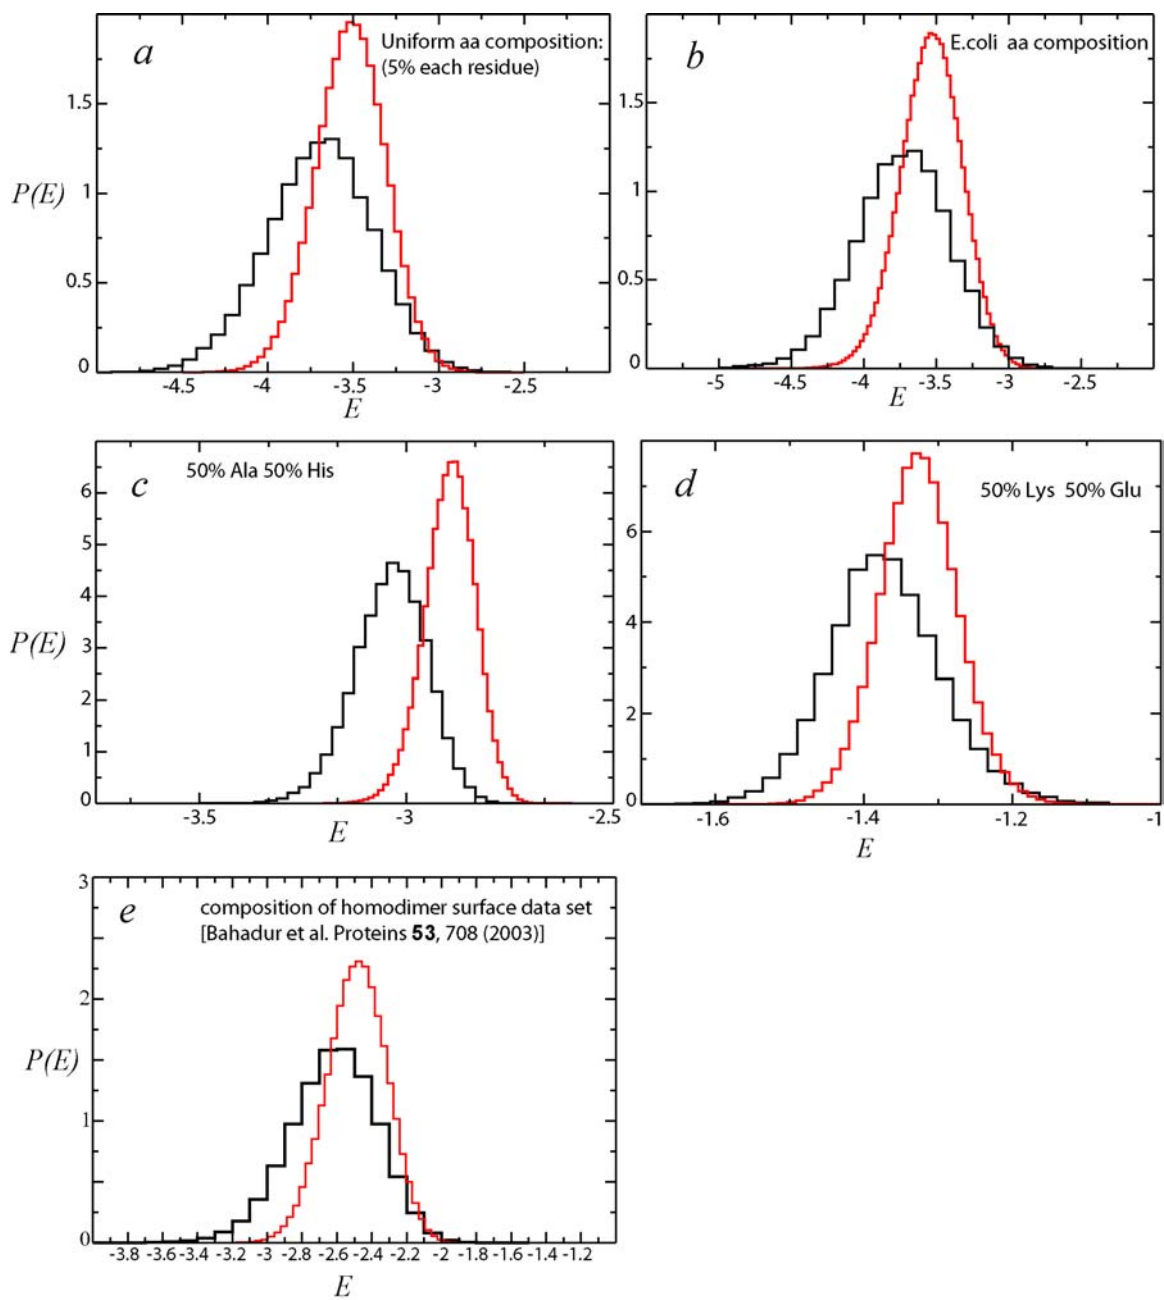 a
Uniform aa composition:
(5% each residue)
1.5
P(E)
1
0.5
0
-4.5 -4 -3.5 -3 -2.5
E
b
E.coli aa composition
1.5
1
0.5
0
-5 -4.5 -4 -3.5 -3 -2.5
E
c
50% Ala 50% His
6
5
4
P(E)
3
2
1
0
-3.5 -3 -2.5
E
d
50% Lys 50% Glu
6
4
2
0
-1.6 -1.4 -1.2 -1
E
e
composition of homodimer surface data set
[Bahadur et al. Proteins 53, 708 (2003)]
3
2
P(E)
1
0
-3.8 -3.6 -3.4 -3.2 -3 -2.8 -2.6 -2.4 -2.2 -2 -1.8 -1.6 -1.4 -1.2
E